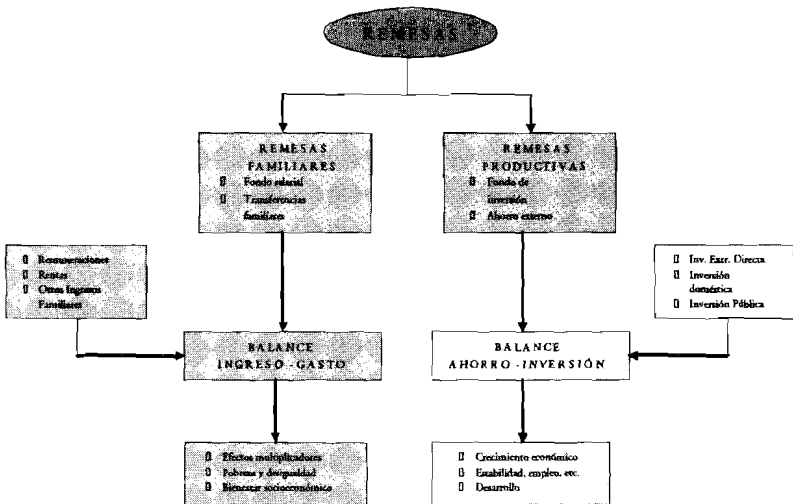 REMESAS
REMESAS
FAMILIARES
Fondo salarial
Transferencias
familiares
REMESAS
PRODUCTIVAS
Fondo de
inversión
Ahorro externo
Remuneraciones
Rentas
Otros Ingresos
Familiares
Inv. Extr. Directa
Inversión
doméstica
Inversión Pública
BALANCE
INGRESO - GASTO
BALANCE
AHORRO - INVERSIÓN
Efectos multiplicadores
Pobreza y desigualdad
Bienestar socioeconómico
Crecimiento económico
Estabilidad, empleo, etc.
Desarrollo